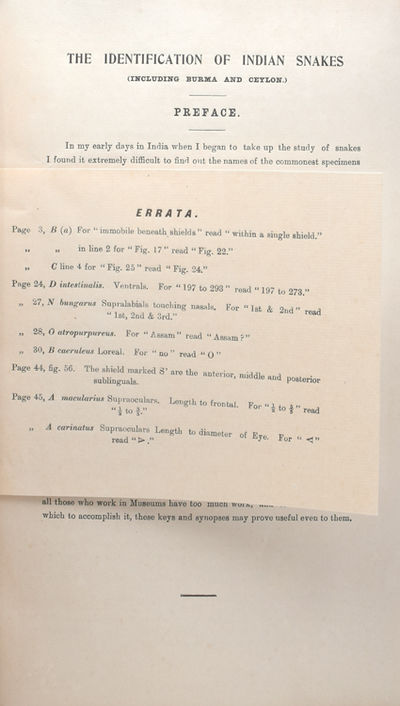 THE IDENTIFICATION OF INDIAN SNAKES
(INCLUDING BURMA AND CEYLON.)
PREFACE.
In my early days in India when I began to take up the study of snakes
I found it extremely difficult to find out the names of the commonest specimens
ERRATA.
Page 3, B (a) For "immobile beneath shields" read "within a single shield."
„ „ in line 2 for "Fig. 17" read "Fig. 22."
„ C line 4 for "Fig. 25" read "Fig. 24."
Page 24, D intestinalis. Ventrals. For "197 to 293" read "197 to 273."
„ 27, N bungarus Supralabials touching nasals. For "1st & 2nd" read
"1st, 2nd & 3rd."
„ 28, O atropurpureus. For "Assam" read "Assam?"
„ 30, B caeruleus Loreal. For "no" read "O"
Page 44, fig. 56. The shield marked S' are the anterior, middle and posterior
sublinguals.
Page 45, A macularius Supraoculars. Length to frontal. For "½ to ⅔" read
"½ to ¾."
„ A carinatus Supraoculars Length to diameter of Eye. For "⋖"
read "⊳."
all those who work in Museums have too much work,
which to accomplish it, these keys and synopses may prove useful even to them.